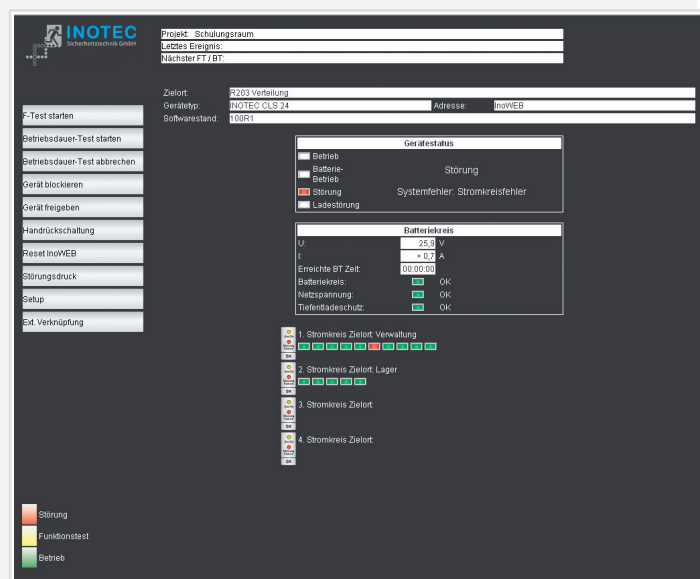 INOTEC
Sicherheitstechnik GmbH
Projekt: Schulungsraum
Letztes Ereignis:
Nächster FT / BT:
Zielort: R203 Verteilung
Gerätetyp: INOTEC CLS 24 Adresse: InoWEB
Softwarestand: 100R1
F-Test starten
Betriebsdauer-Test starten
Betriebsdauer-Test abbrechen
Gerät blockieren
Gerät freigeben
Handrückschaltung
Reset InoWEB
Störungsdruck
Setup
Ext. Verknüpfung
Gerätestatus
Betrieb
Batterie-
Betrieb
Störung
Störung
Systemfehler: Stromkreisfehler
Ladestörung
Batteriekreis
U: 25,9 V
I: + 0,7 A
Erreichte BT Zeit: 00:00:00
Batteriekreis: OK
Netzspannung: OK
Tiefentladeschutz: OK
1. Stromkreis Zielort: Verwaltung
2. Stromkreis Zielort: Lager
3. Stromkreis Zielort:
4. Stromkreis Zielort:
Störung
Funktionstest
Betrieb